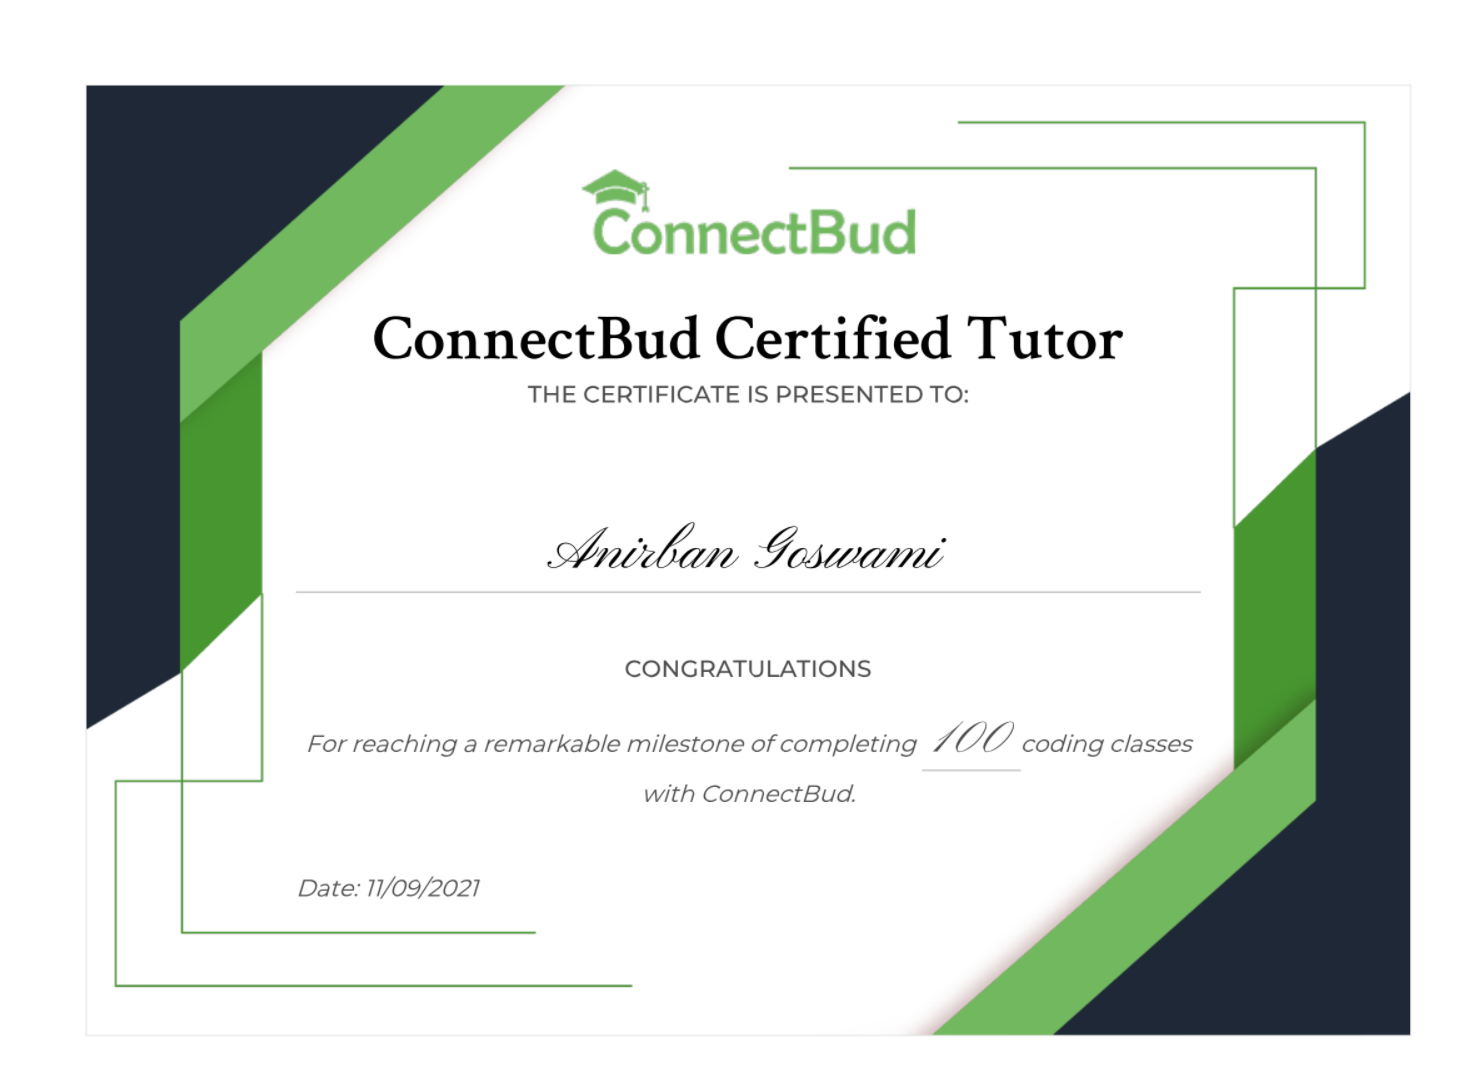 ConnectBud
ConnectBud Certified Tutor
THE CERTIFICATE IS PRESENTED TO:
Anirban Goswami
CONGRATULATIONS
For reaching a remarkable milestone of completing 100 coding classes
with ConnectBud.
Date: 11/09/2021